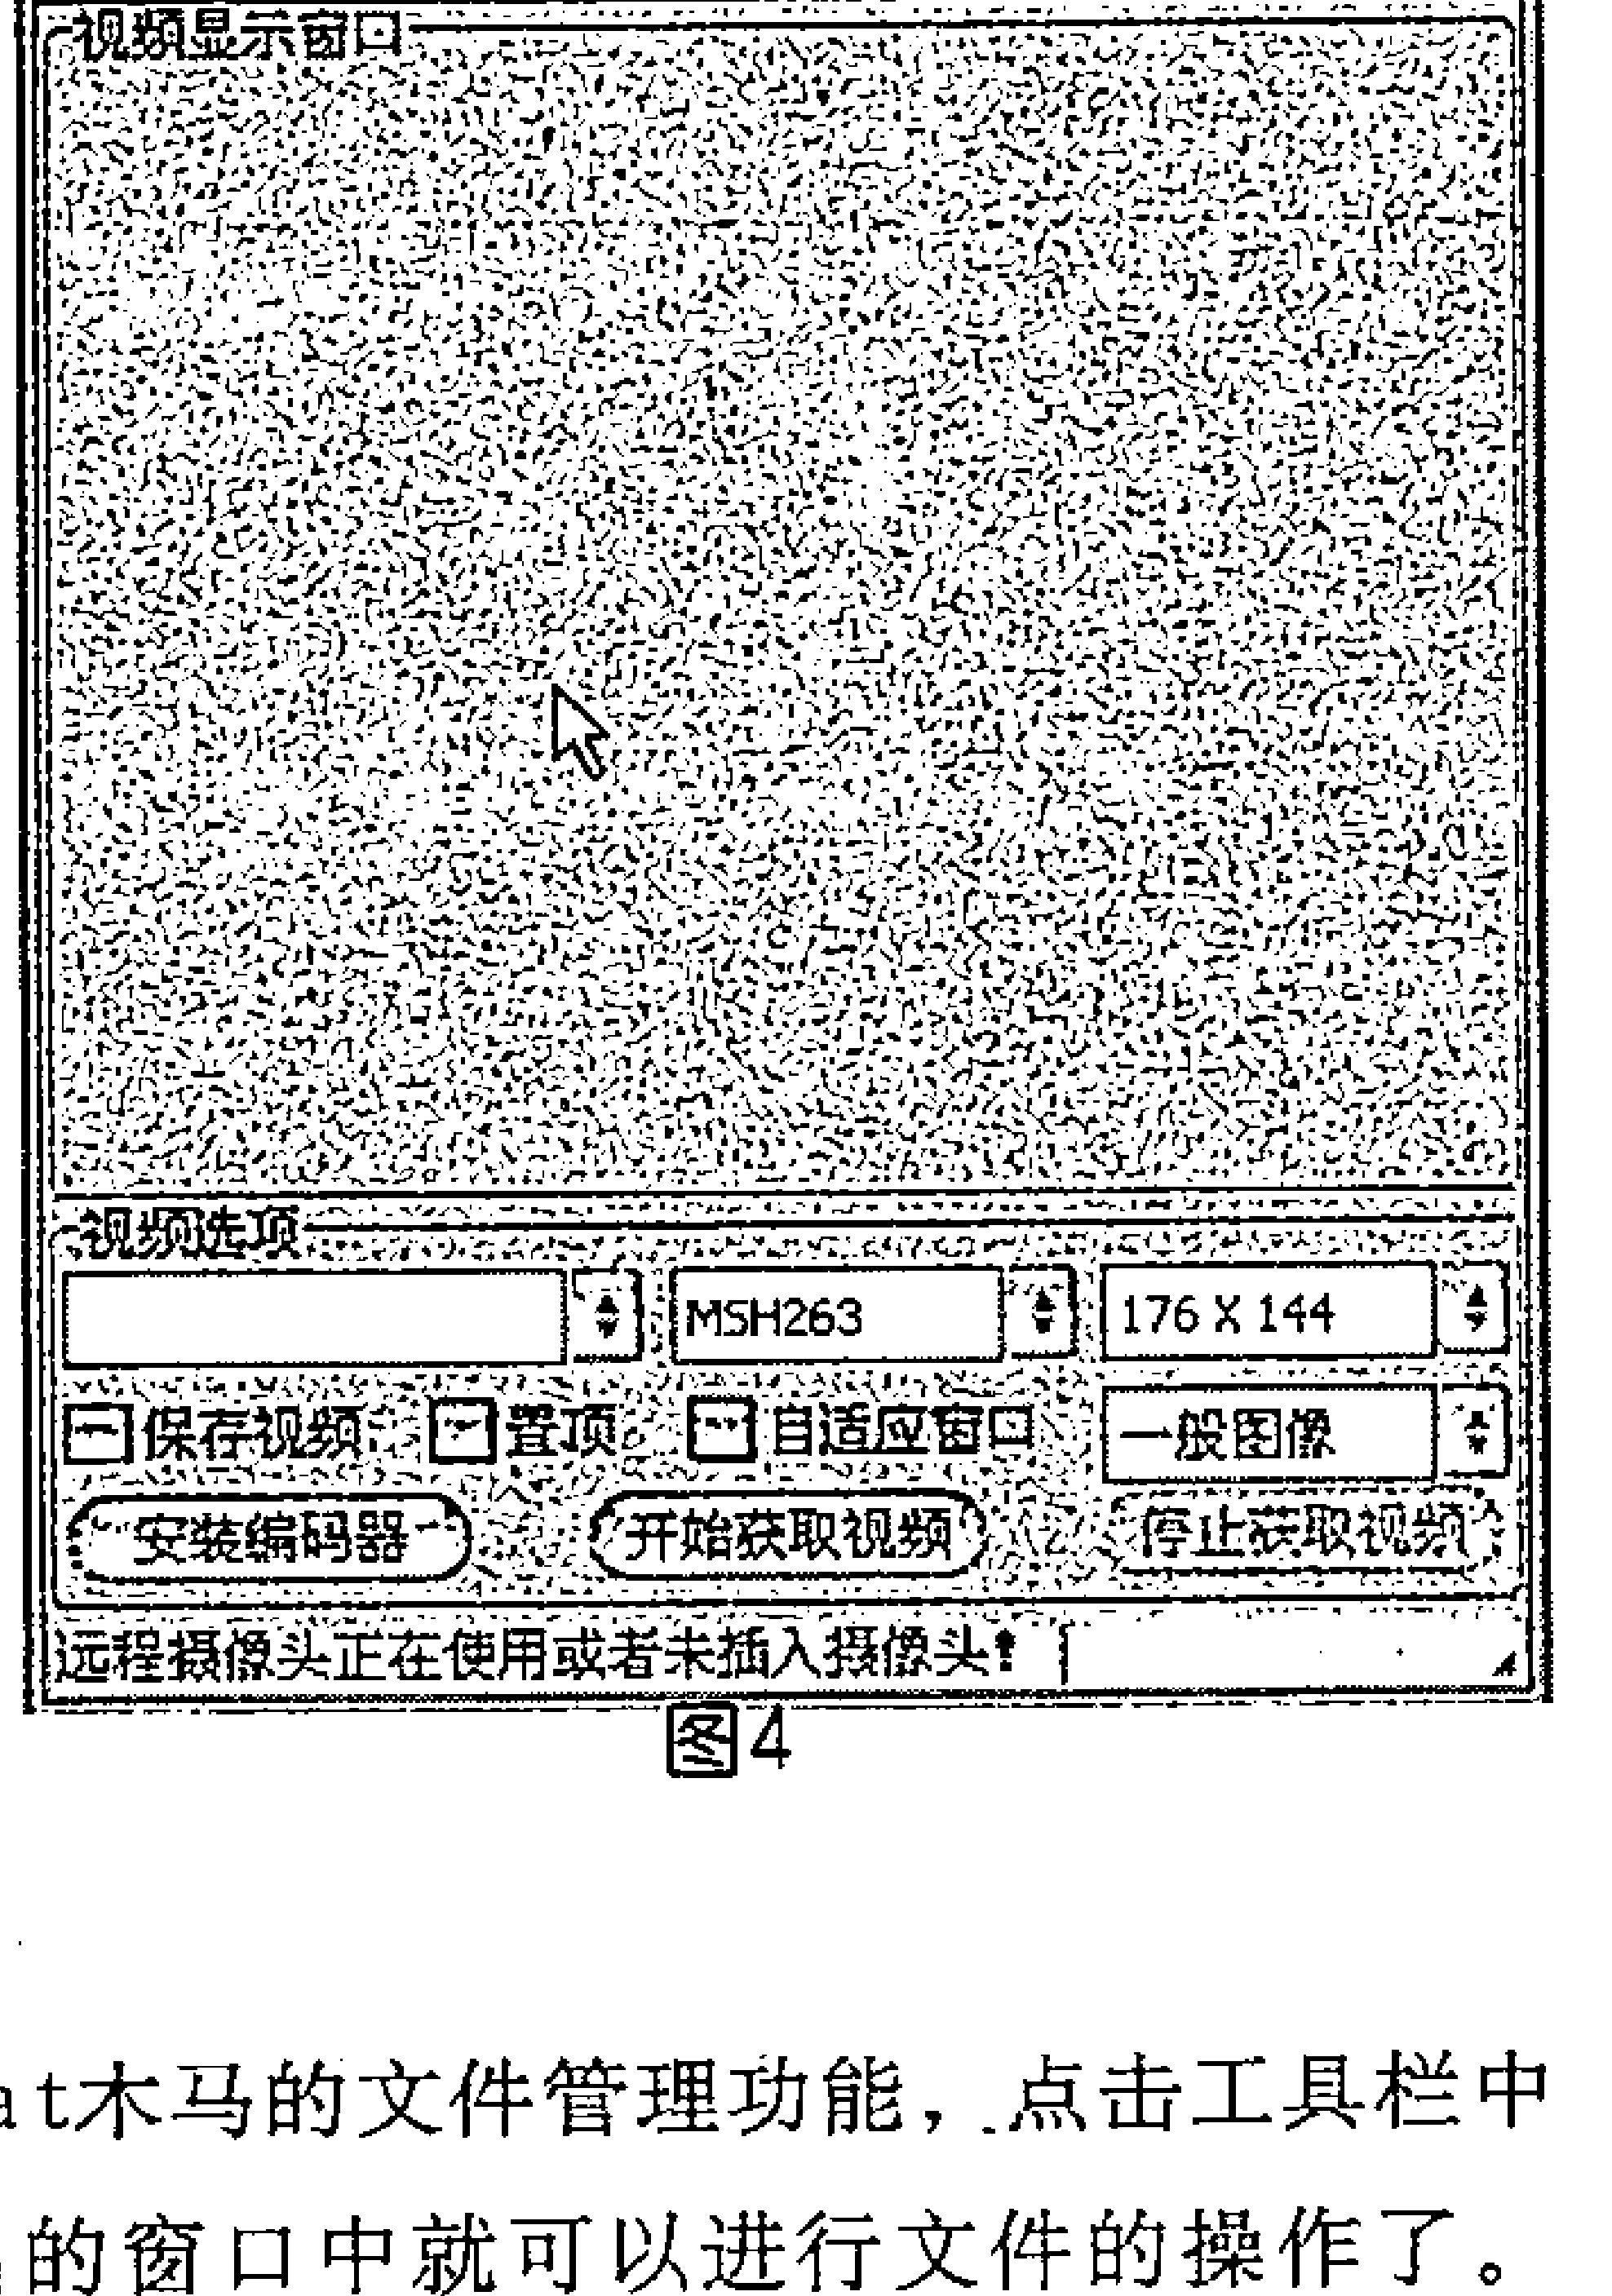 视频显示窗口
视频选项
MSH263 176 X 144
保存视频 置顶 自适应窗口 一般图像
安装编码器 开始获取视频 停止获取视频
远程摄像头正在使用或者未插入摄像头!
图4
at木马的文件管理功能，点击工具栏中
的窗口中就可以进行文件的操作了。